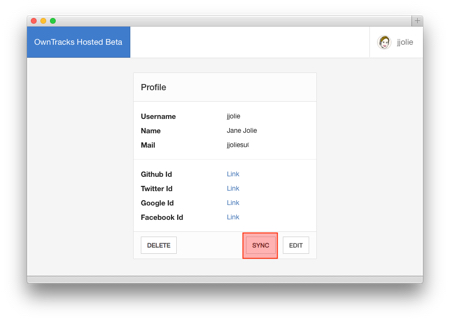 OwnTracks Hosted Beta
jjolie
Profile
Username jjolie
Name Jane Jolie
Mail jjoliesui
Github Id Link
Twitter Id Link
Google Id Link
Facebook Id Link
DELETE SYNC EDIT